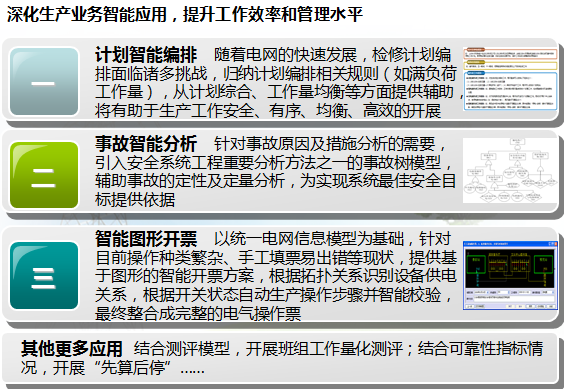 深化生产业务智能应用，提升工作效率和管理水平
一
计划智能编排 随着电网的快速发展，检修计划编
排面临诸多挑战，归纳计划编排相关规则（如满负荷
工作量），从计划综合、工作量均衡等方面提供辅助，
将有助于生产工作安全、有序、均衡、高效的开展
二
事故智能分析 针对事故原因及措施分析的需要，
引入安全系统工程重要分析方法之一的事故树模型，
辅助事故的定性及定量分析，为实现系统最佳安全目
标提供依据
三
智能图形开票 以统一电网信息模型为基础，针对
目前操作种类繁杂、手工填票易出错等现状，提供基
于图形的智能开票方案，根据拓扑关系识别设备供电
关系，根据开关状态自动生产操作步骤并智能校验，
最终整合成完整的电气操作票
其他更多应用 结合测评模型，开展班组工作量化测评；结合可靠性指标情
况，开展“先算后停”……